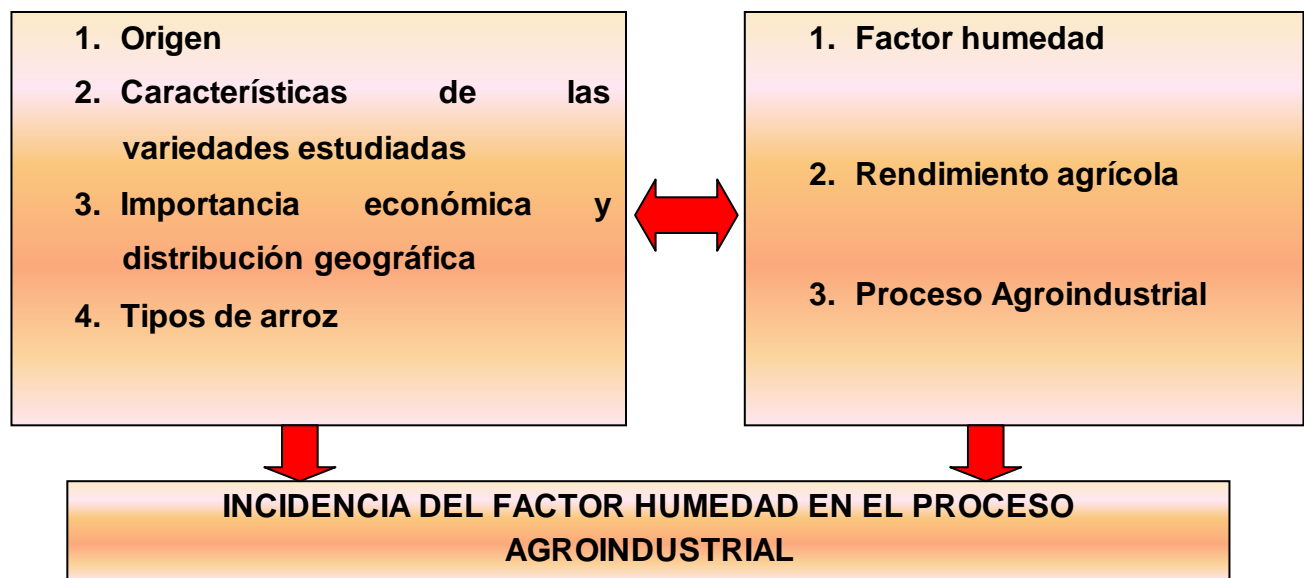 1. Origen
2. Características de las
variedades estudiadas
3. Importancia económica y
distribución geográfica
4. Tipos de arroz
1. Factor humedad
2. Rendimiento agrícola
3. Proceso Agroindustrial
INCIDENCIA DEL FACTOR HUMEDAD EN EL PROCESO
AGROINDUSTRIAL